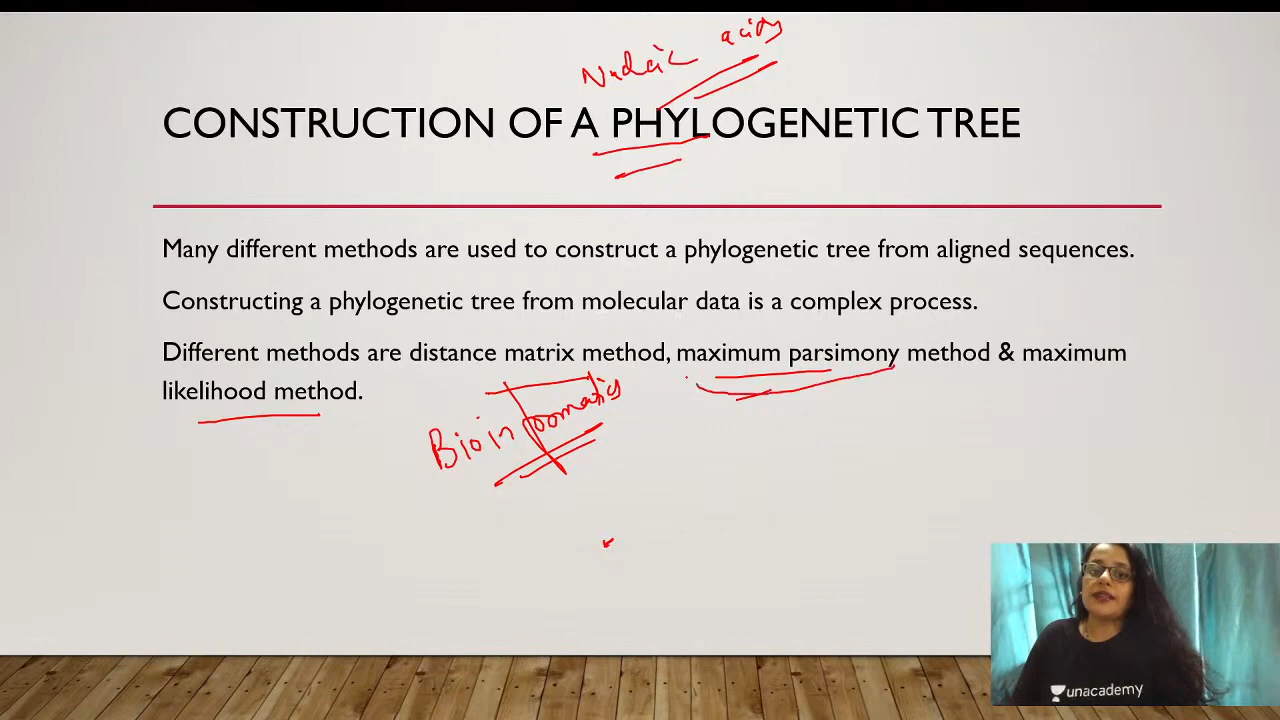 Nucleic acids
CONSTRUCTION OF A PHYLOGENETIC TREE
Many different methods are used to construct a phylogenetic tree from aligned sequences.
Constructing a phylogenetic tree from molecular data is a complex process.
Different methods are distance matrix method, maximum parsimony method & maximum
likelihood method.
Bioinformatics
unacademy